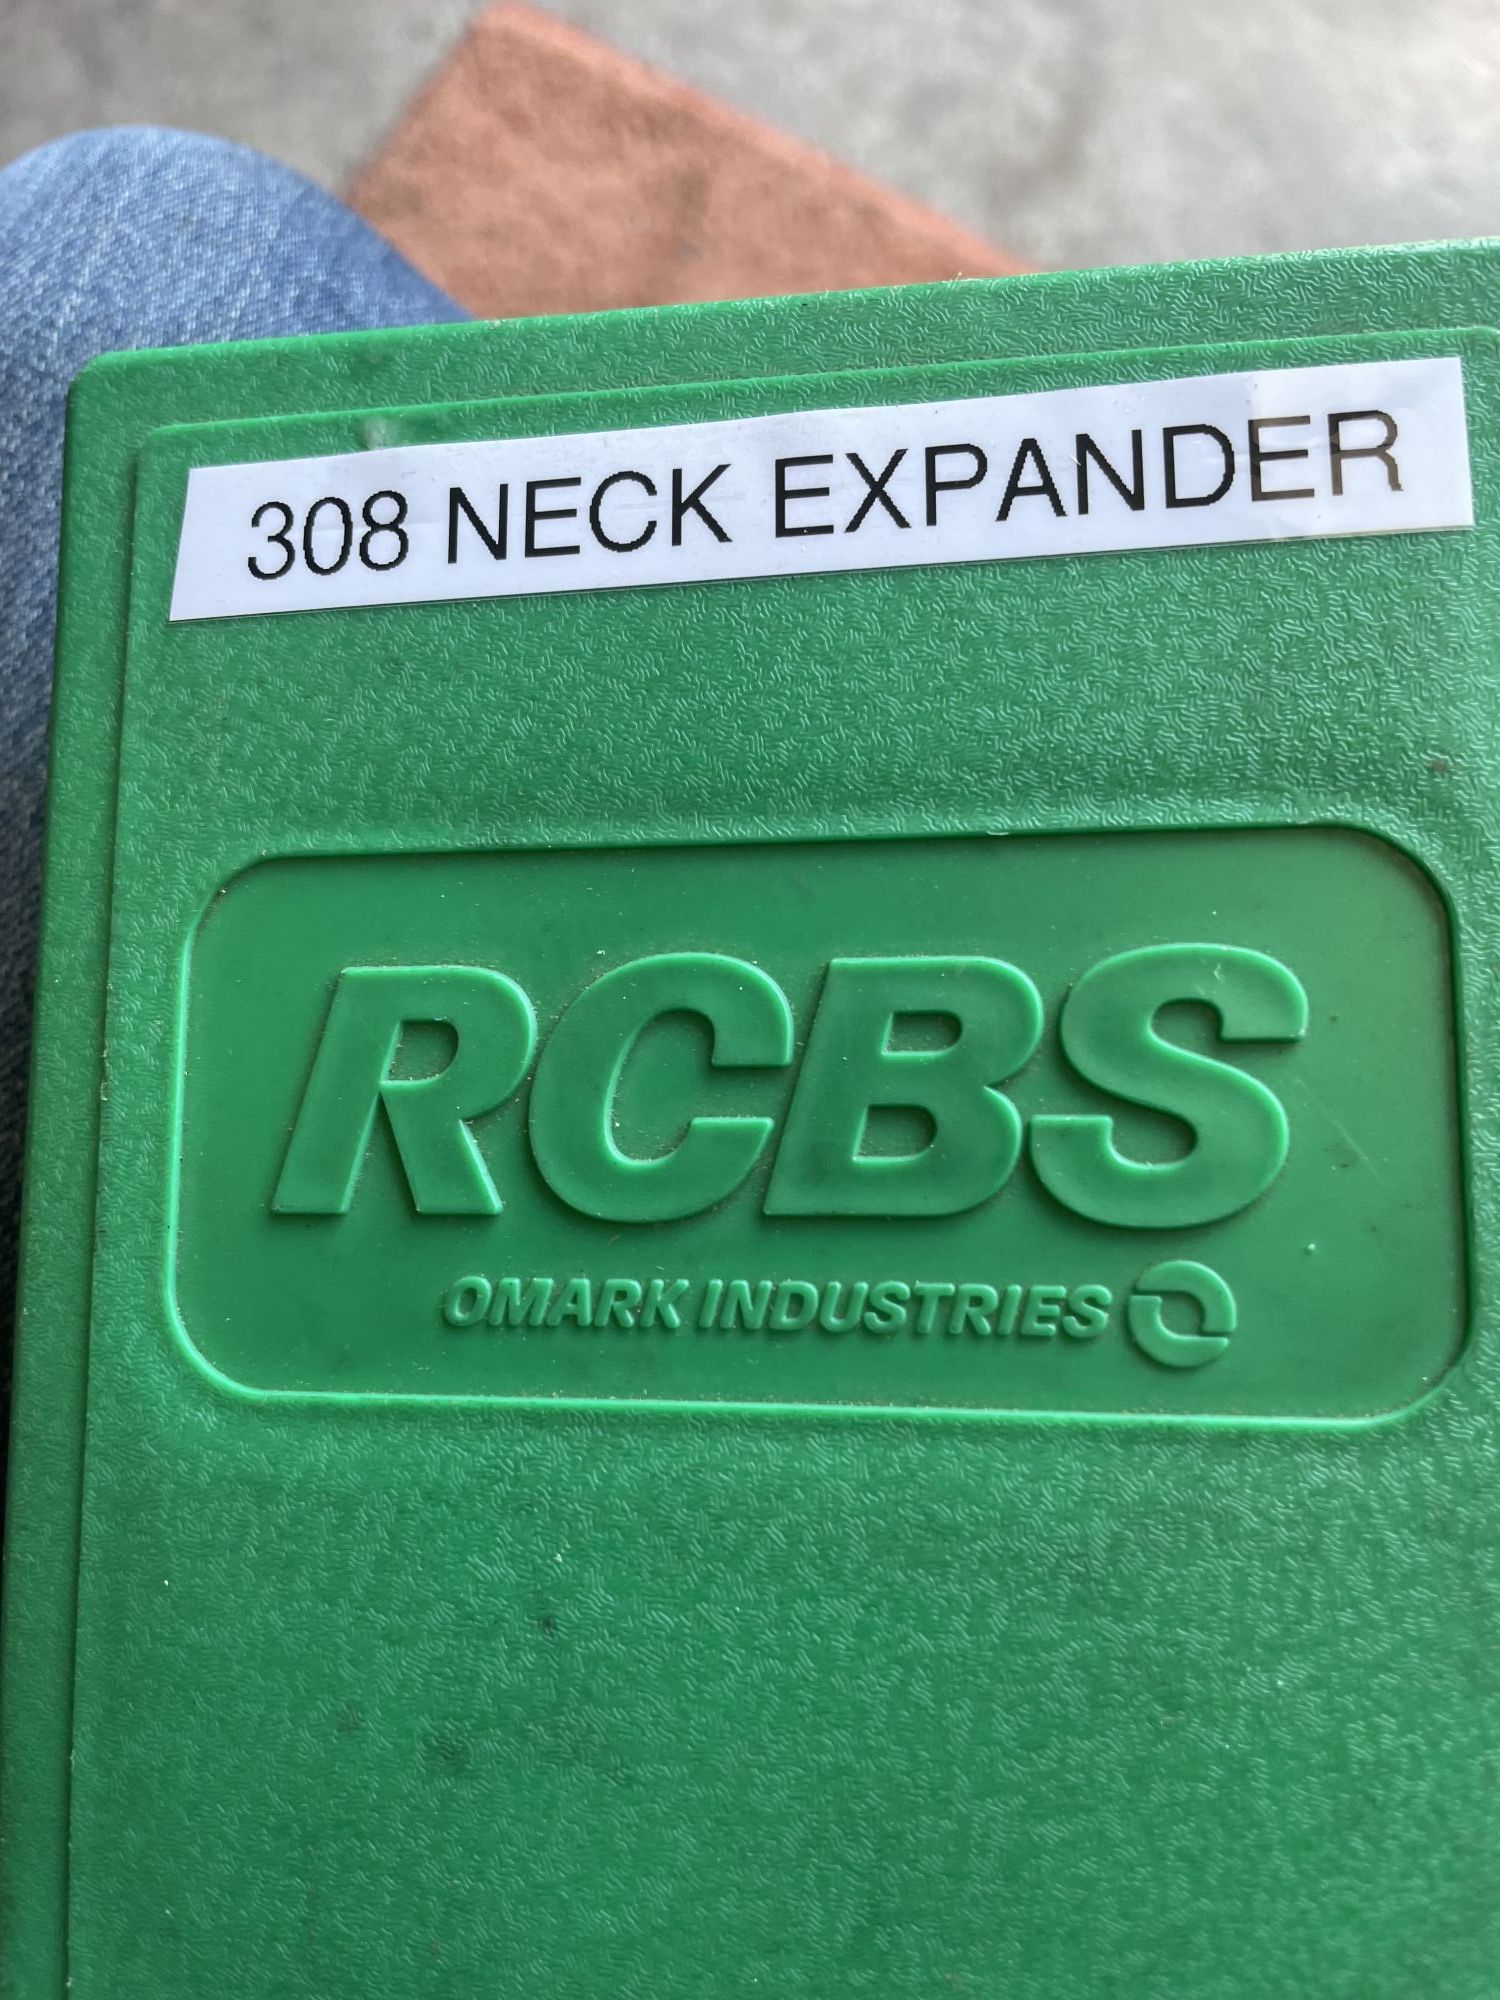 308 NECK EXPANDER
RCBS
OMARK INDUSTRIES